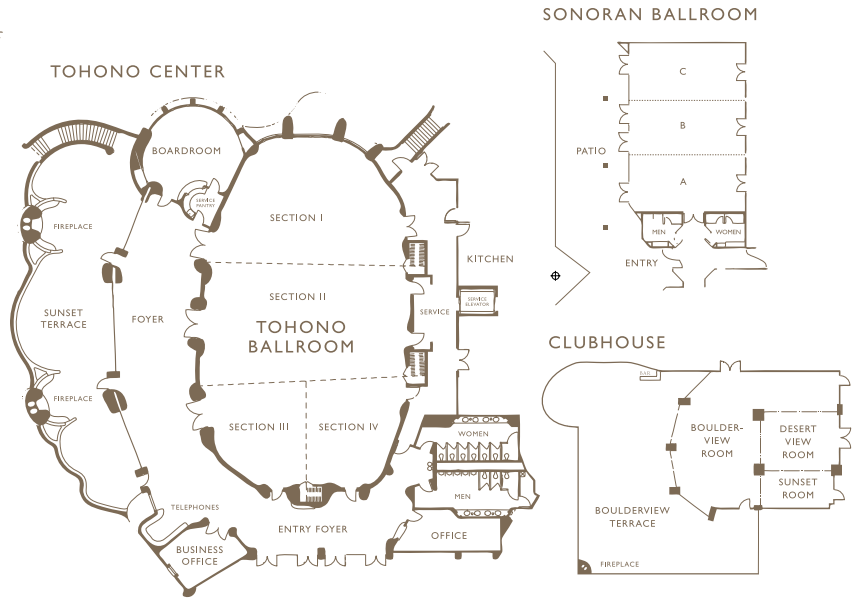 SONORAN BALLROOM
TOHONO CENTER
C
B
PATIO
A
MEN
WOMEN
ENTRY
BOARDROOM
SERVICE
PANTRY
FIREPLACE
SECTION I
KITCHEN
SECTION II
SERVICE
ELEVATOR
SUNSET
TERRACE
FOYER
SERVICE
TOHONO
BALLROOM
FIREPLACE
SECTION III
SECTION IV
WOMEN
MEN
TELEPHONES
ENTRY FOYER
OFFICE
BUSINESS
OFFICE
CLUBHOUSE
BAR
BOULDER-
VIEW
ROOM
DESERT
VIEW
ROOM
SUNSET
ROOM
BOULDERVIEW
TERRACE
FIREPLACE